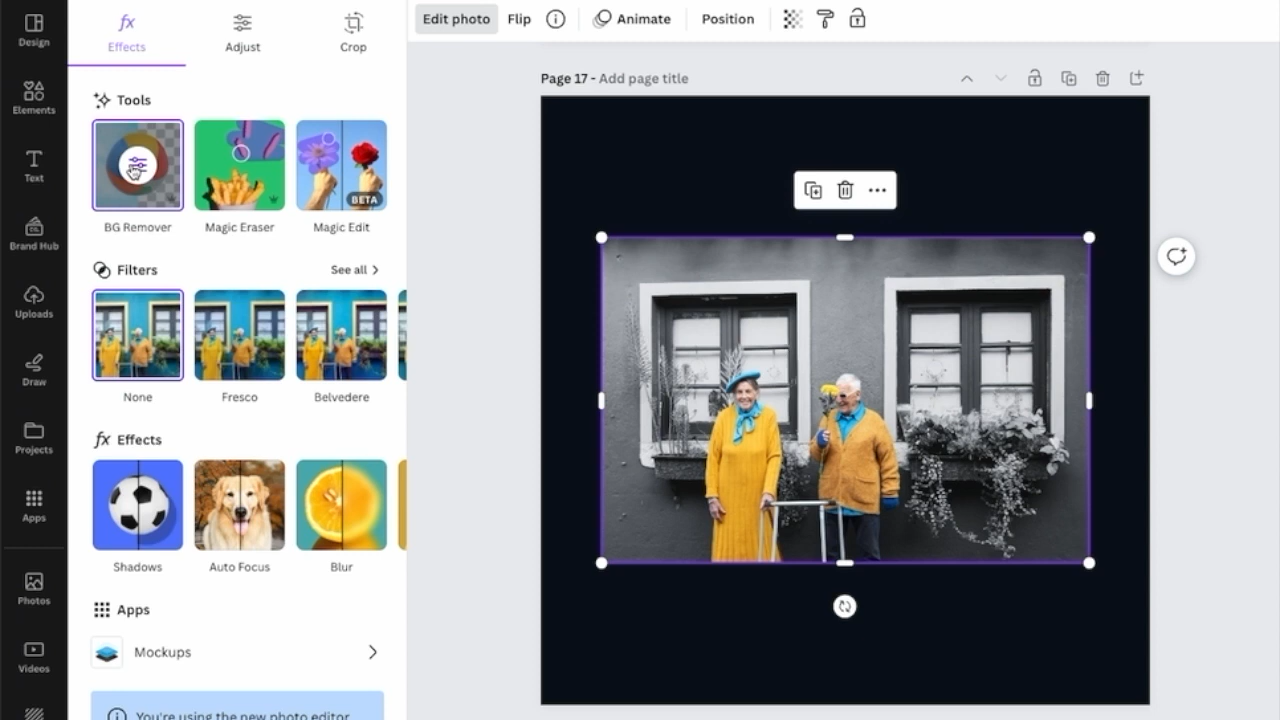 Design
Elements
Text
Brand Hub
Uploads
Draw
Projects
Apps
Photos
Videos
fx
Effects
Adjust
Crop
Tools
BETA
BG Remover
Magic Eraser
Magic Edit
Filters
See all
None
Fresco
Belvedere
fx Effects
Shadows
Auto Focus
Blur
Apps
Mockups
You're using the new photo editor
Edit photo
Flip
Animate
Position
Page 17 - Add page title